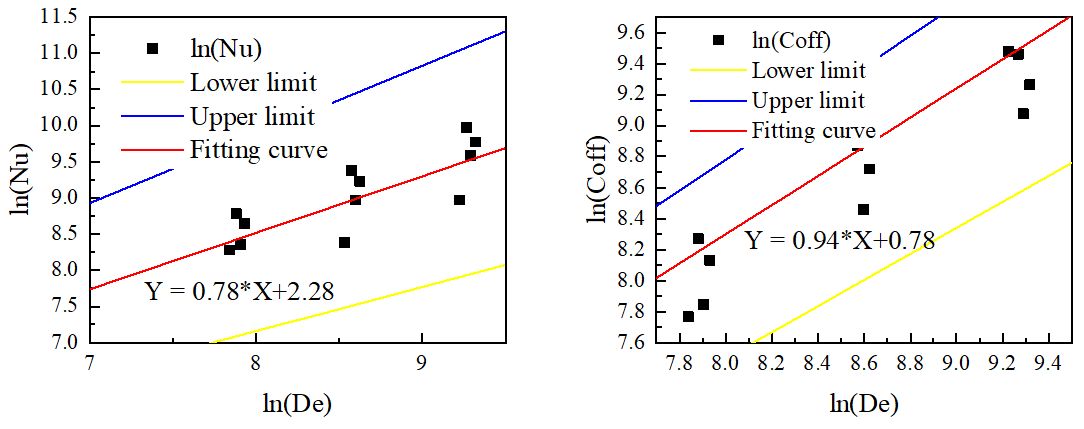 11.5
11.0
10.5
10.0
9.5
9.0
8.5
8.0
7.5
7.0
ln(Nu)
ln(Nu)
Lower limit
Upper limit
Fitting curve
Y = 0.78*X+2.28
7
8
9
ln(De)
9.6
9.4
9.2
9.0
8.8
8.6
8.4
8.2
8.0
7.8
7.6
ln(Coff)
ln(Coff)
Lower limit
Upper limit
Fitting curve
Y = 0.94*X+0.78
7.8
8.0
8.2
8.4
8.6
8.8
9.0
9.2
9.4
ln(De)